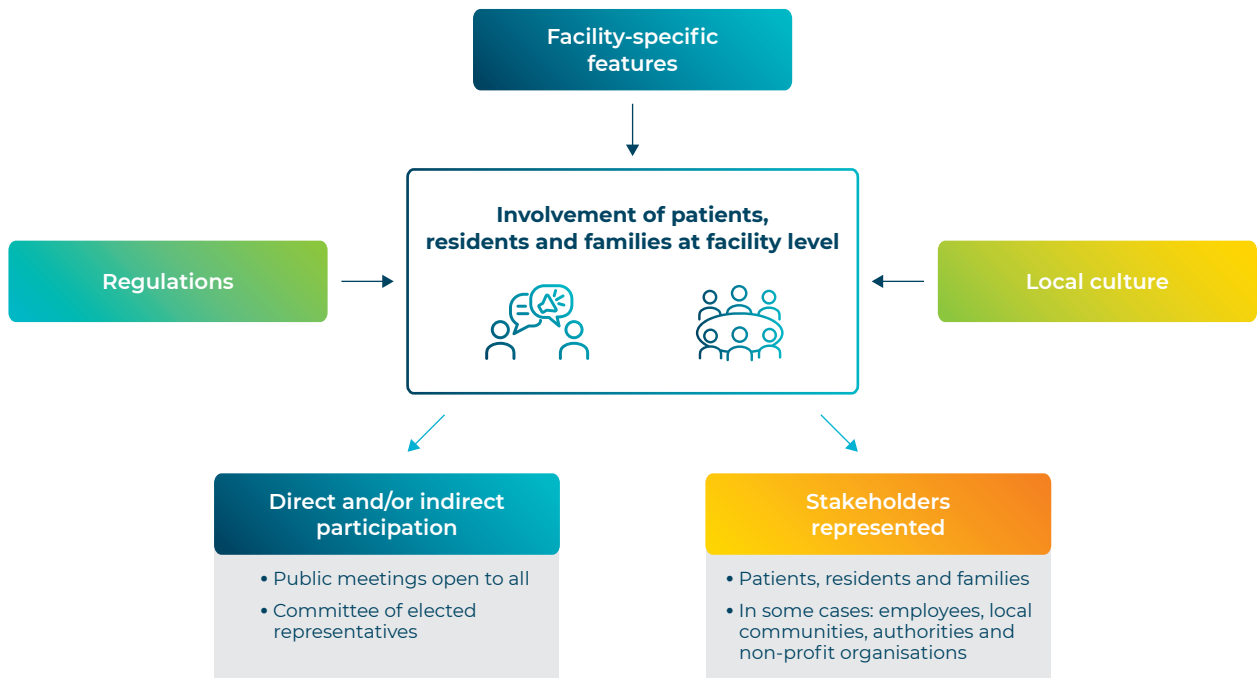 Facility-specific
features
Involvement of patients,
residents and families at facility level
Regulations
Local culture
Direct and/or indirect
participation
• Public meetings open to all
• Committee of elected
representatives
Stakeholders
represented
• Patients, residents and families
• In some cases: employees, local
communities, authorities and
non-profit organisations